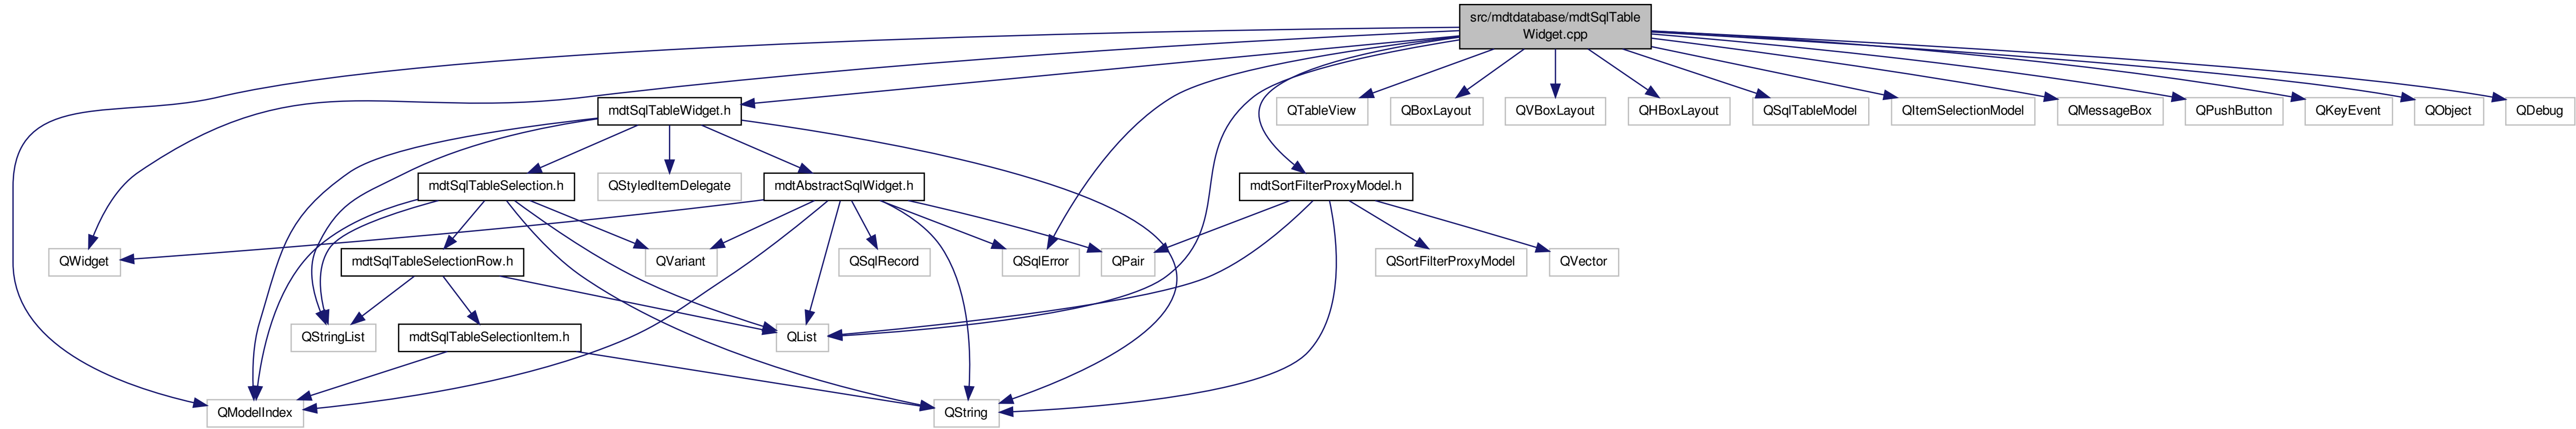 src/mdtdatabase/mdtSqlTable
Widget.cpp
mdtSqlTableWidget.h
QTableView
QBoxLayout
QVBoxLayout
QHBoxLayout
QSqlTableModel
QItemSelectionModel
QMessageBox
QPushButton
QKeyEvent
QObject
QDebug
mdtSqlTableSelection.h
QStyledItemDelegate
mdtAbstractSqlWidget.h
mdtSortFilterProxyModel.h
QWidget
mdtSqlTableSelectionRow.h
QVariant
QSqlRecord
QSqlError
QPair
QSortFilterProxyModel
QVector
QStringList
mdtSqlTableSelectionItem.h
QList
QModelIndex
QString